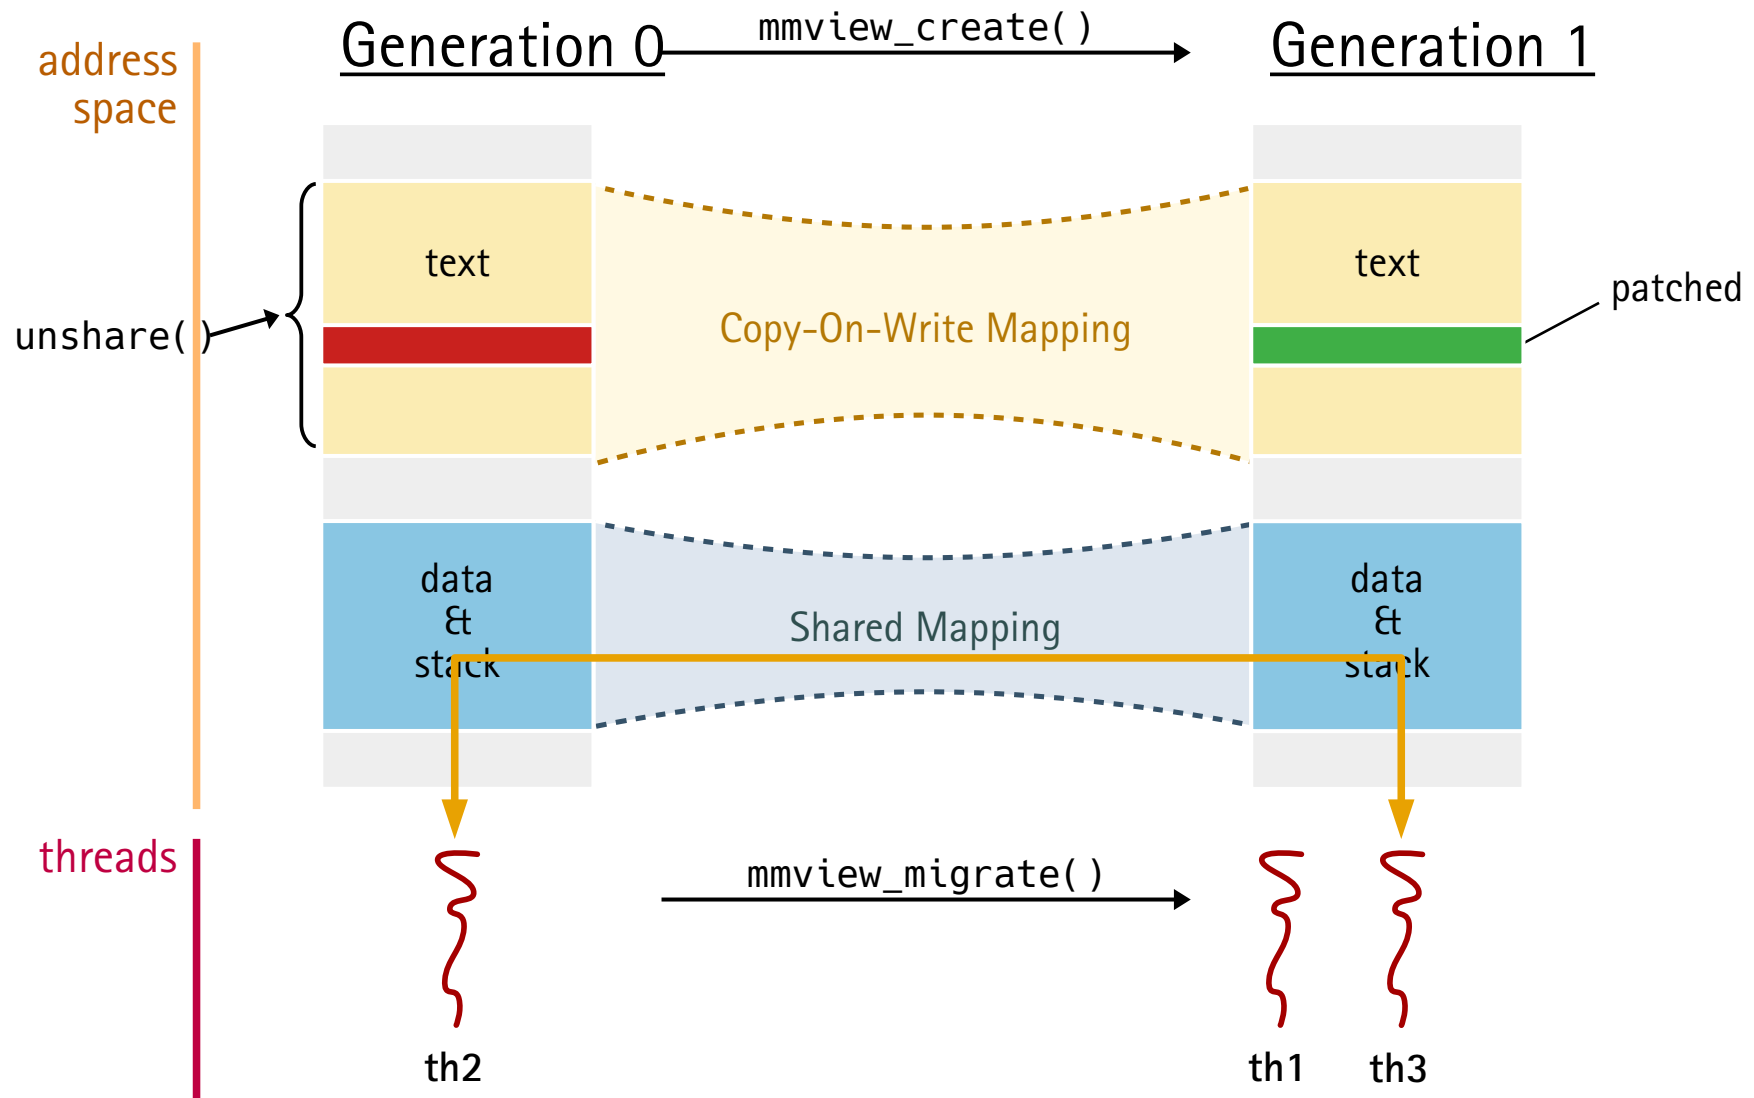 address
space
Generation 0
mmview_create()
Generation 1
text
text
patched
unshare()
Copy-On-Write Mapping
data
&
stack
Shared Mapping
data
&
stack
threads
mmview_migrate()
th2
th1
th3